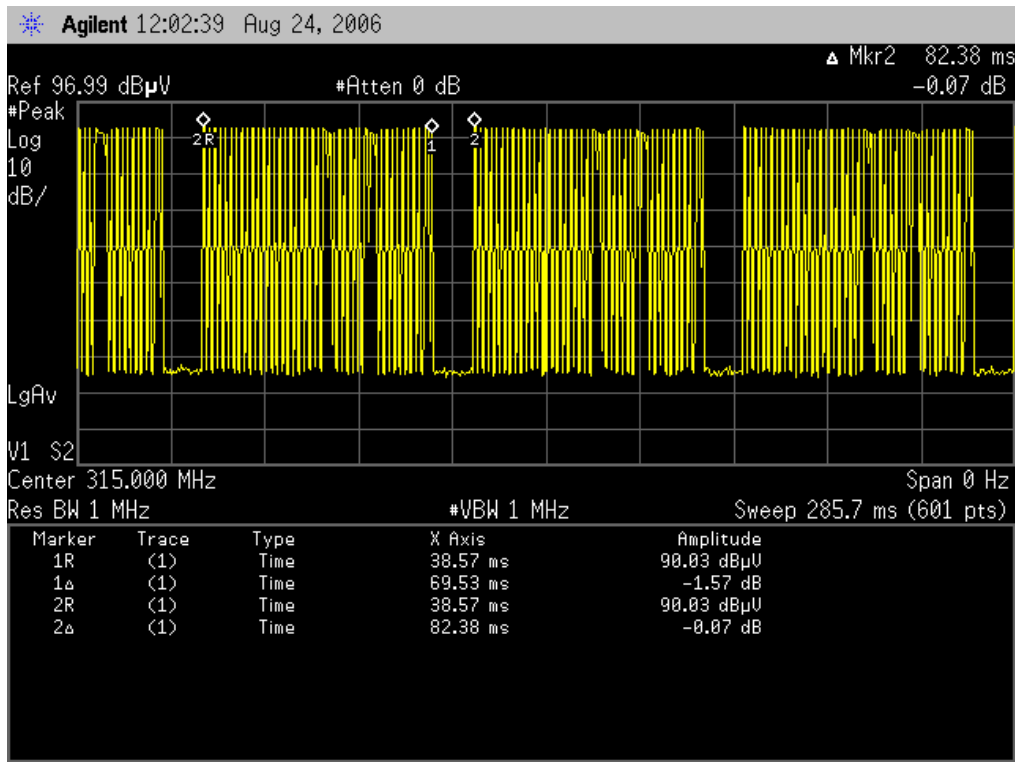 Agilent 12:02:39 Aug 24, 2006
Δ Mkr2 82.38 ms
Ref 96.99 dBµV #Atten 0 dB -0.07 dB
#Peak
Log
10
dB/
2R
1
2
LgAv
V1 S2
Center 315.000 MHz Span 0 Hz
Res BW 1 MHz #VBW 1 MHz Sweep 285.7 ms (601 pts)
Marker Trace Type X Axis Amplitude
1R (1) Time 38.57 ms 90.03 dBµV
1Δ (1) Time 69.53 ms -1.57 dB
2R (1) Time 38.57 ms 90.03 dBµV
2Δ (1) Time 82.38 ms -0.07 dB